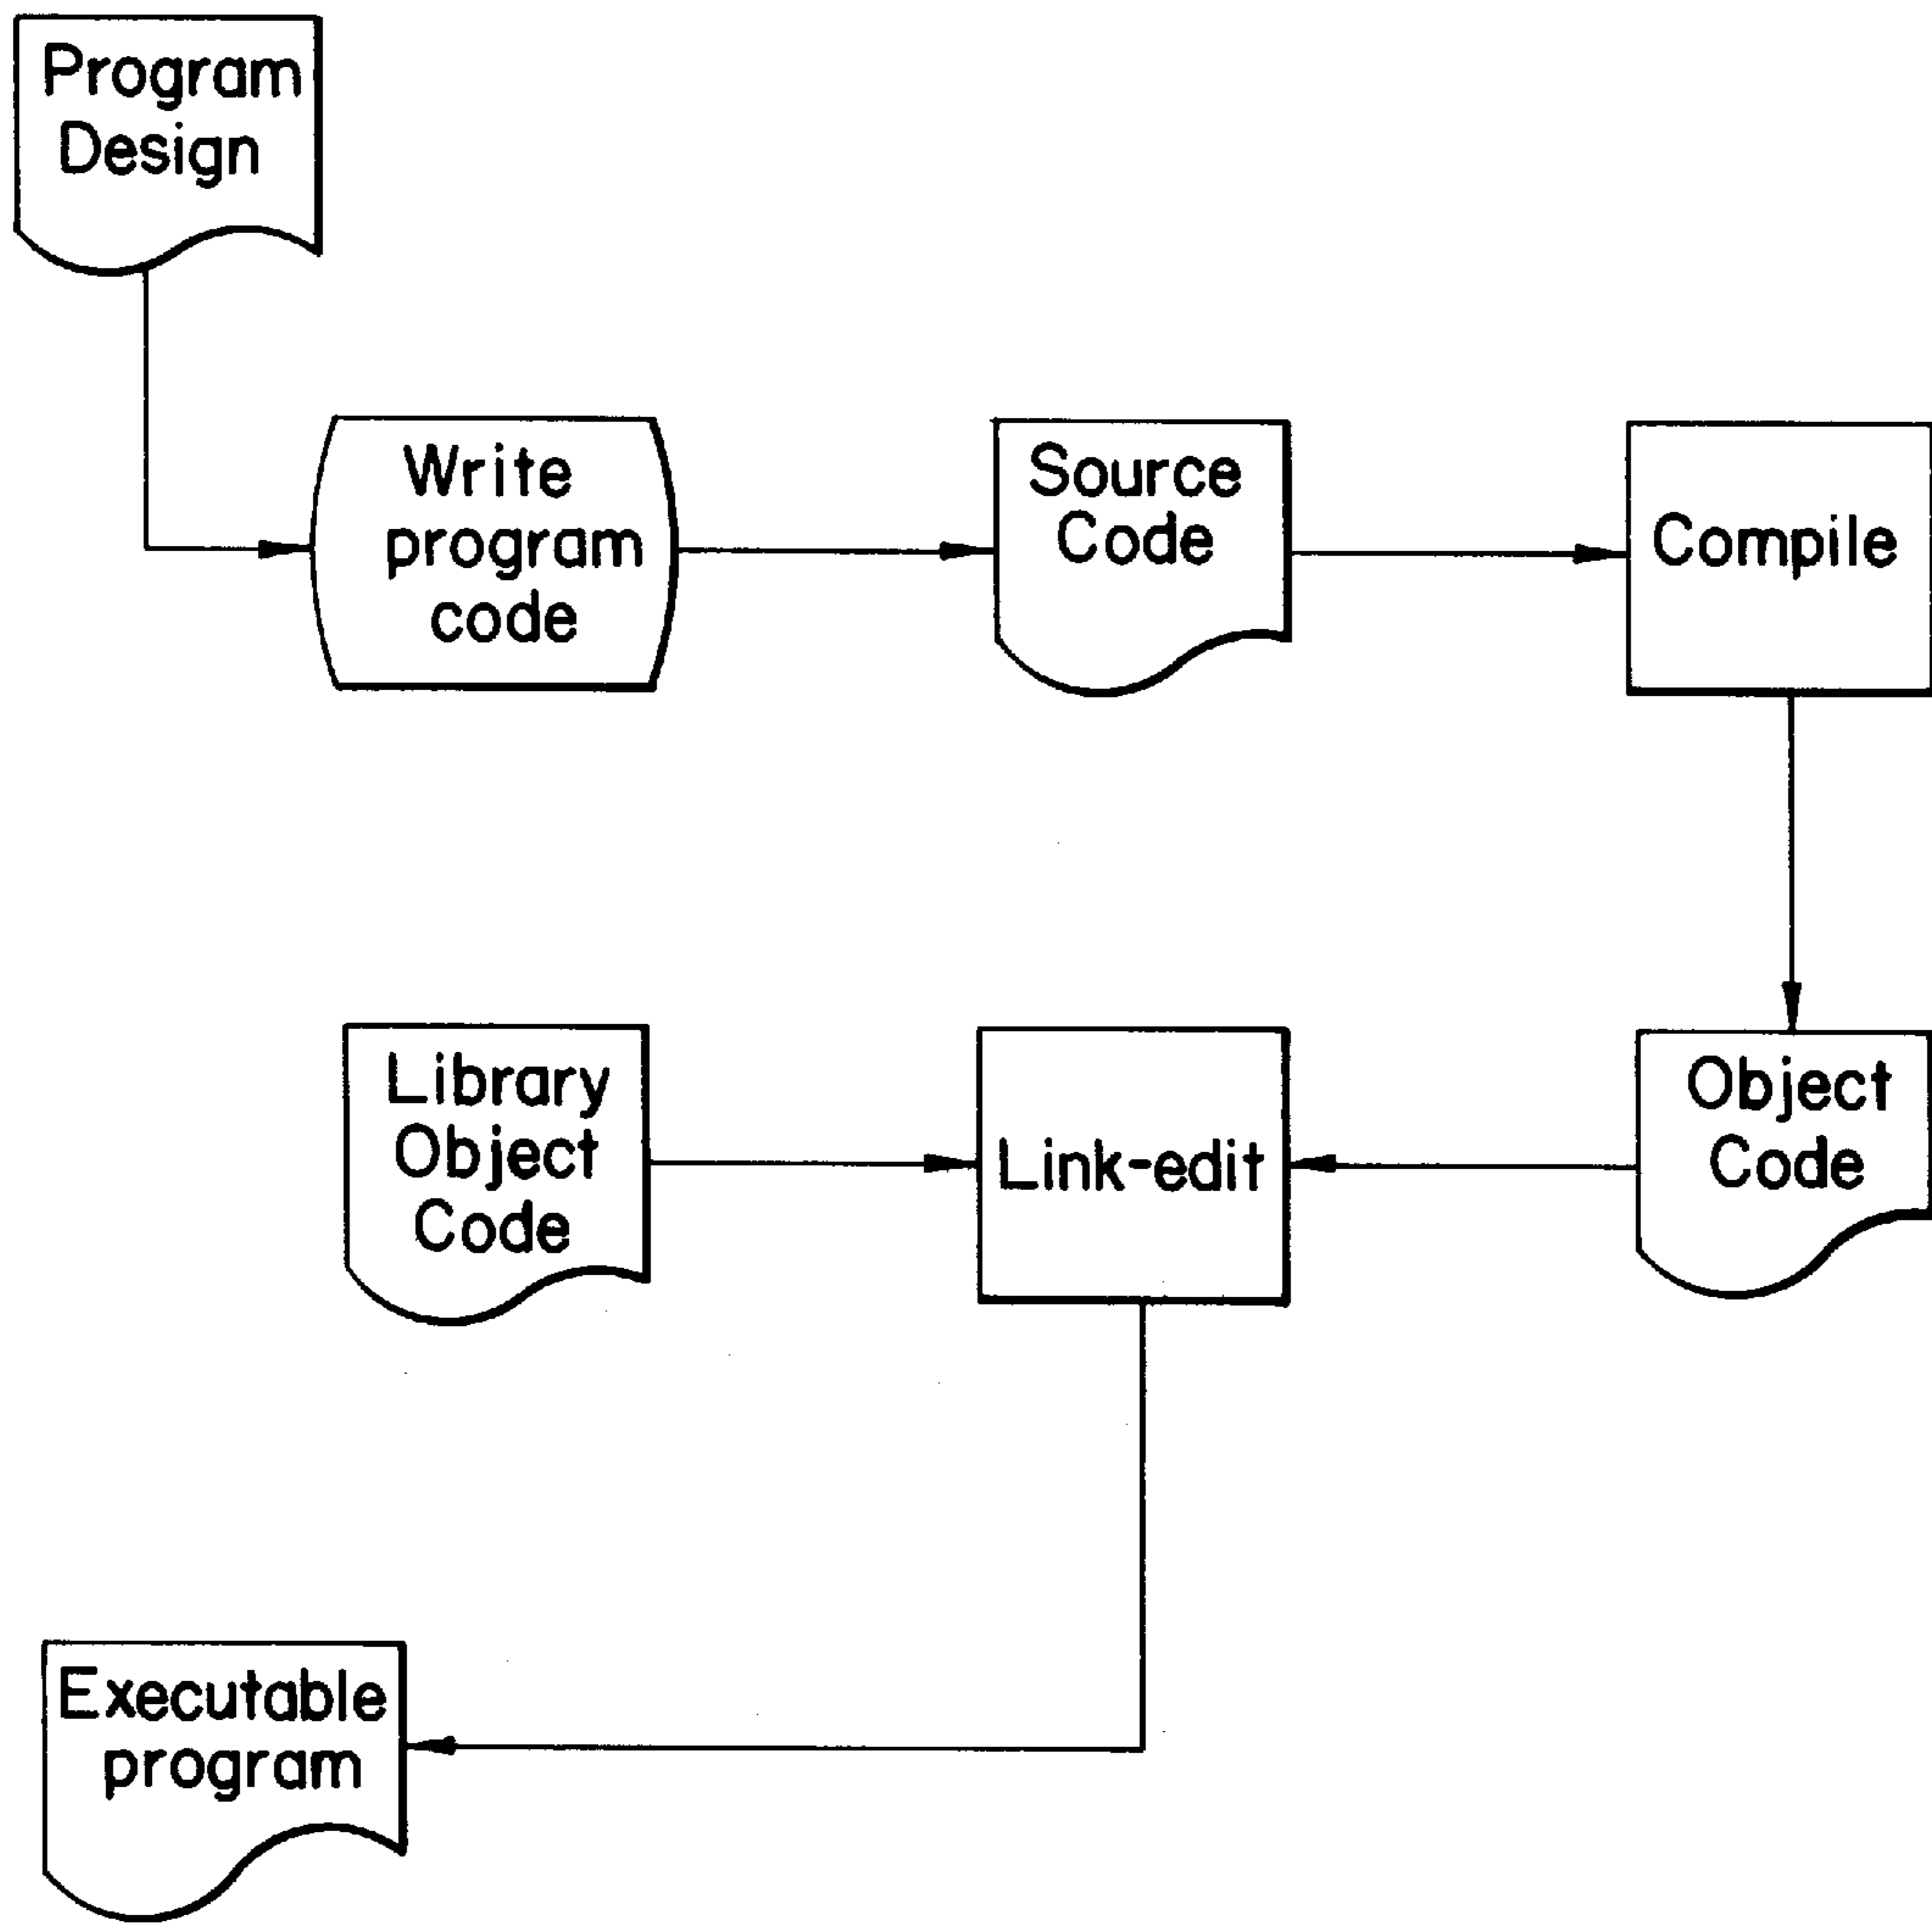 Program
Design
Write
program
code
Source
Code
Compile
Library
Object
Code
Link-edit
Object
Code
Executable
program